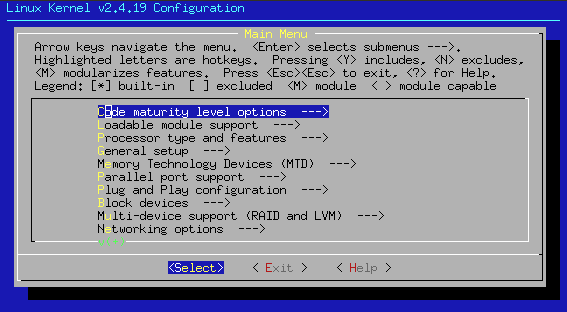 Linux Kernel v2.4.19 Configuration
Main Menu
Arrow keys navigate the menu. <Enter> selects submenus --->.
Highlighted letters are hotkeys. Pressing <Y> includes, <N> excludes,
<M> modularizes features. Press <Esc><Esc> to exit, <?> for Help.
Legend: [*] built-in [ ] excluded <M> module < > module capable
Code maturity level options --->
Loadable module support --->
Processor type and features --->
General setup --->
Memory Technology Devices (MTD) --->
Parallel port support --->
Plug and Play configuration --->
Block devices --->
Multi-device support (RAID and LVM) --->
Networking options --->
<Select> < Exit > < Help >